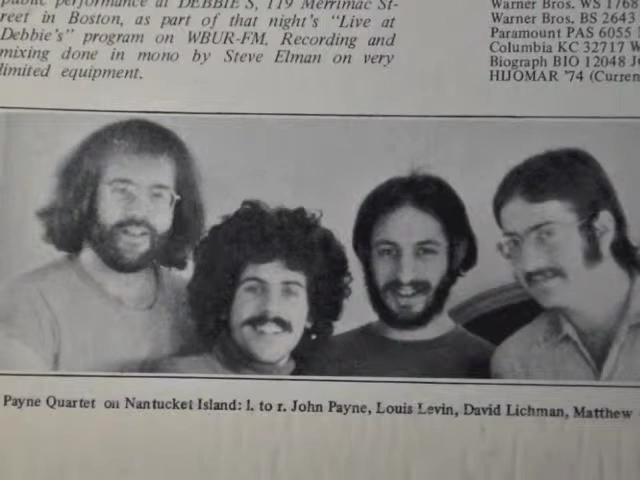 public performance at DEBBIE'S, 119 Merrimac St-
reet in Boston, as part of that night's "Live at
Debbie's" program on WBUR-FM. Recording and
mixing done in mono by Steve Elman on very
limited equipment.
Warner Bros. WS 1768
Warner Bros. BS 2643
Paramount PAS 6055
Columbia KC 32717 W
Biograph BIO 12048 J
HIJOMAR '74 (Curren
Payne Quartet on Nantucket Island: l. to r. John Payne, Louis Levin, David Lichman, Matthew